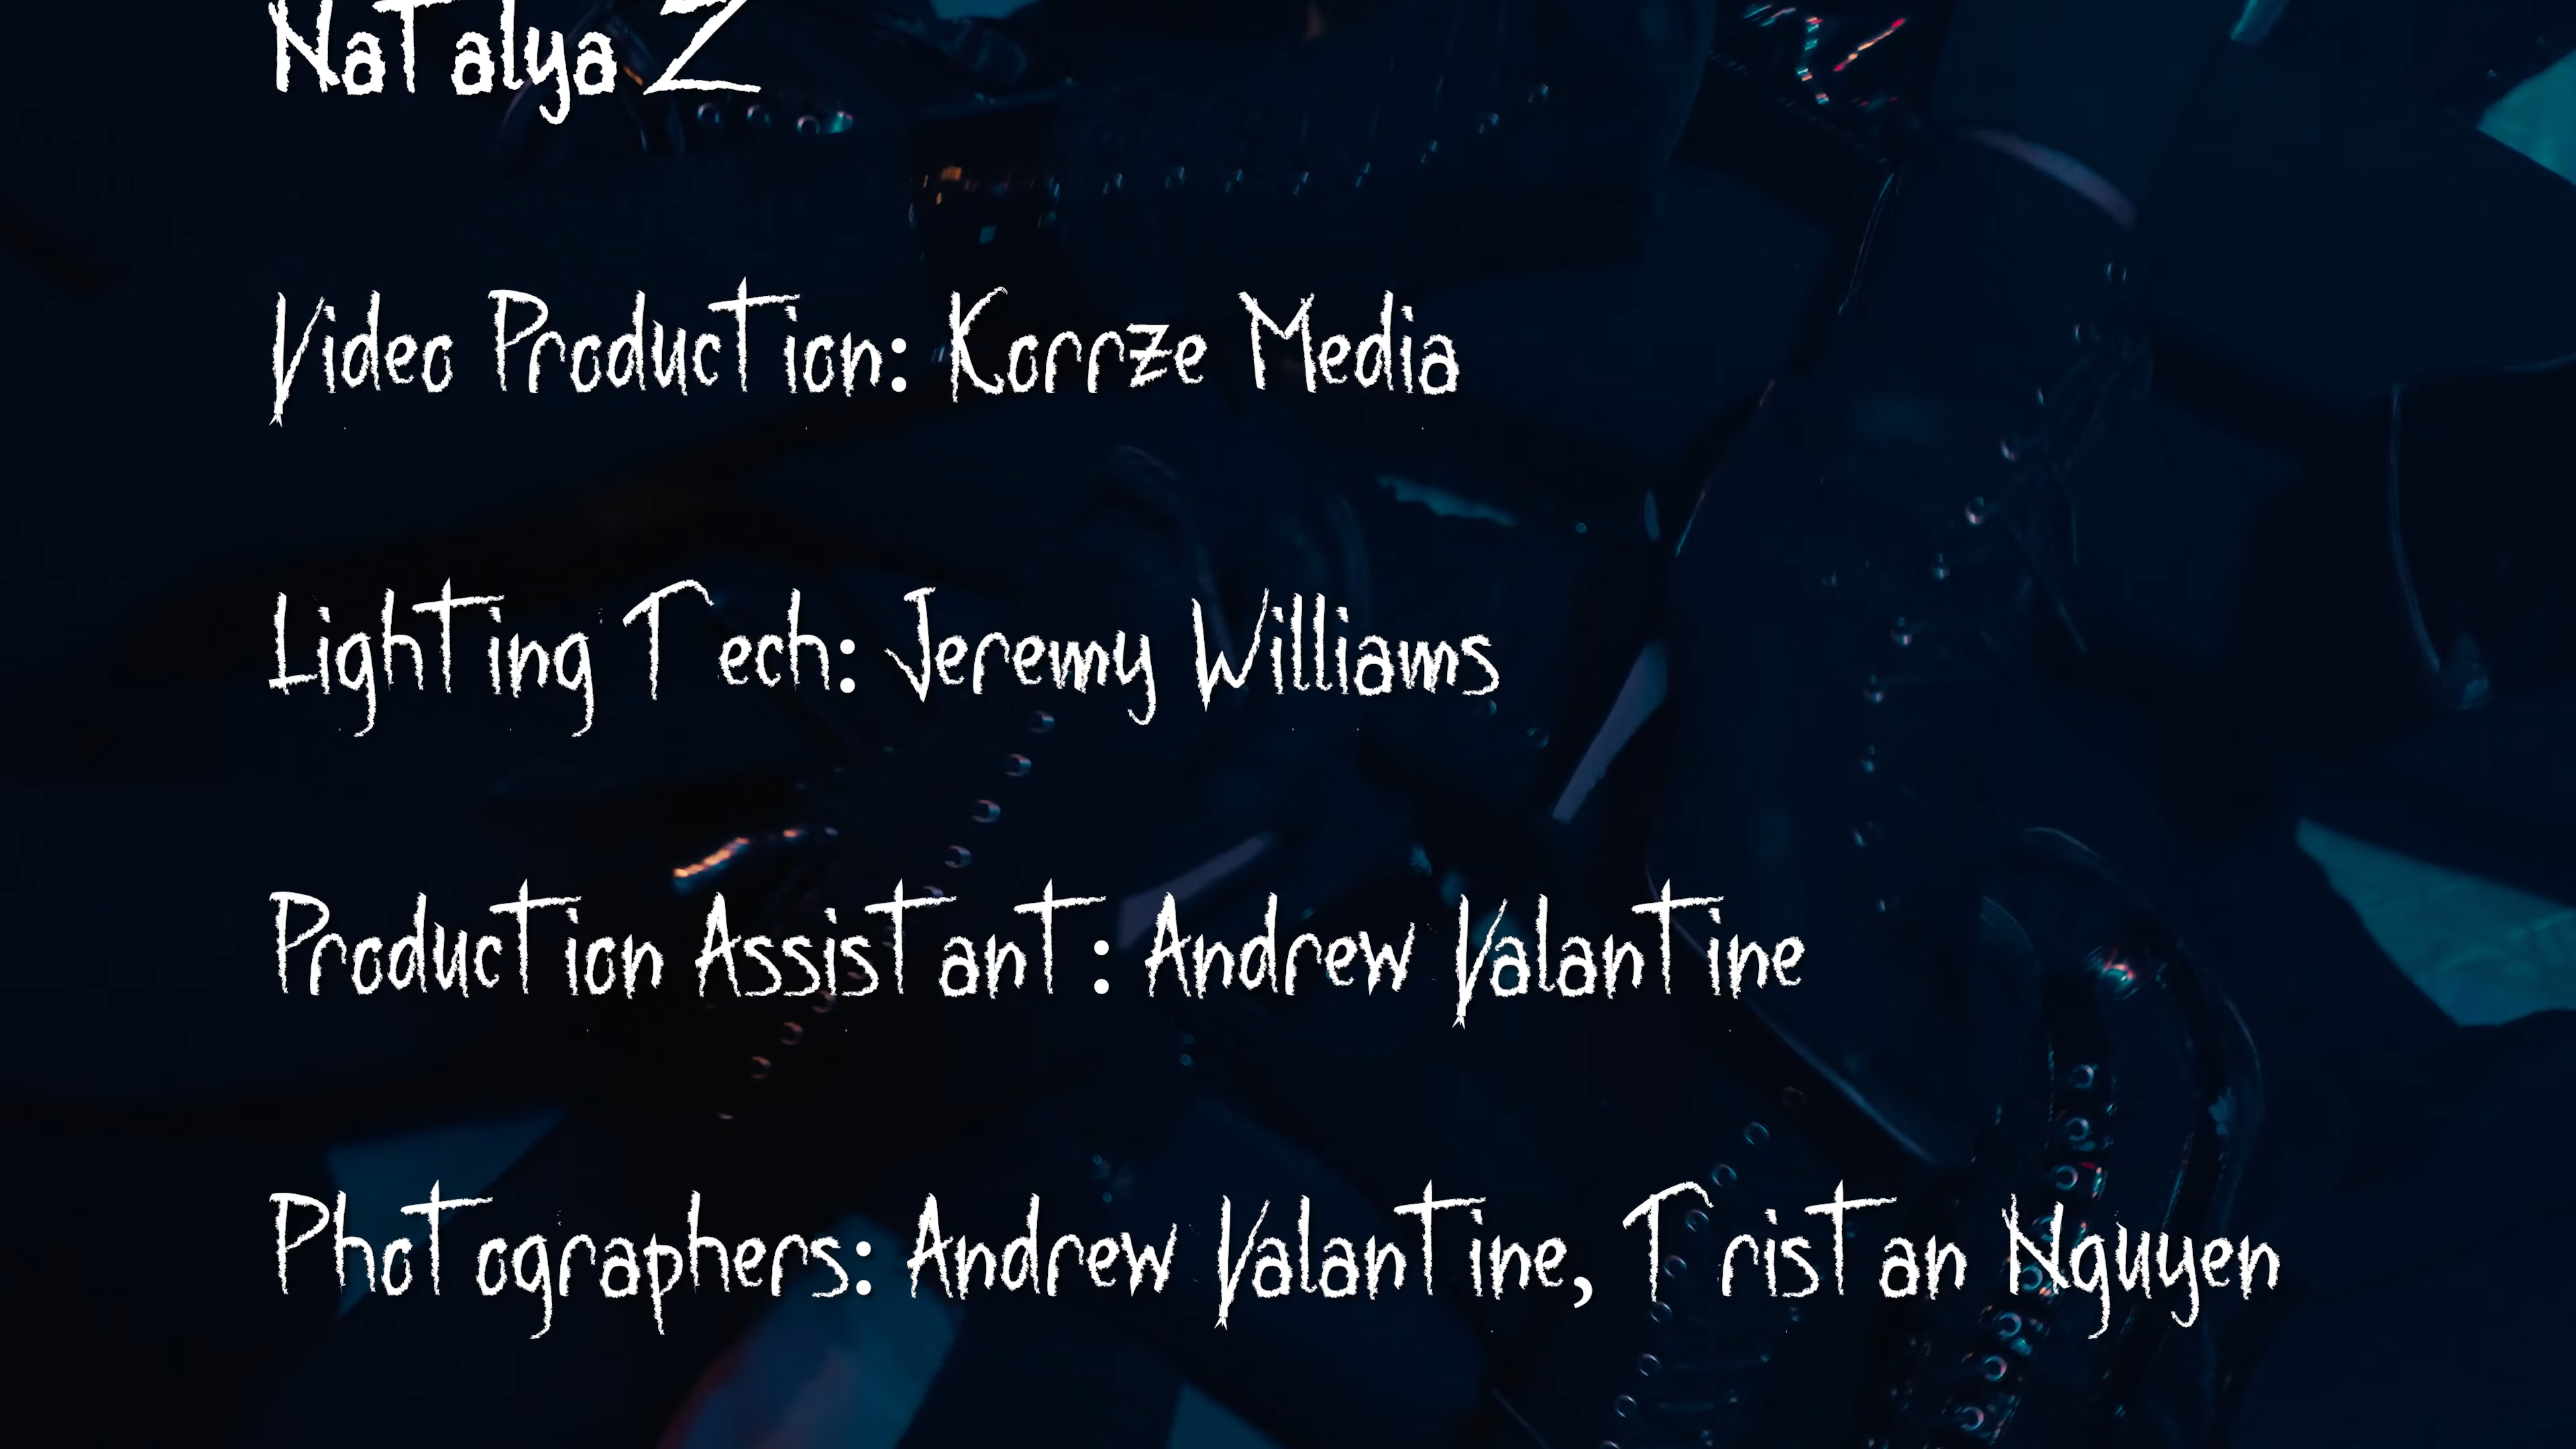 Natalya Z
Video Production: Korrze Media
Lighting Tech: Jeremy Williams
Production Assistant: Andrew Valantine
Photographers: Andrew Valantine, Tristan Nguyen